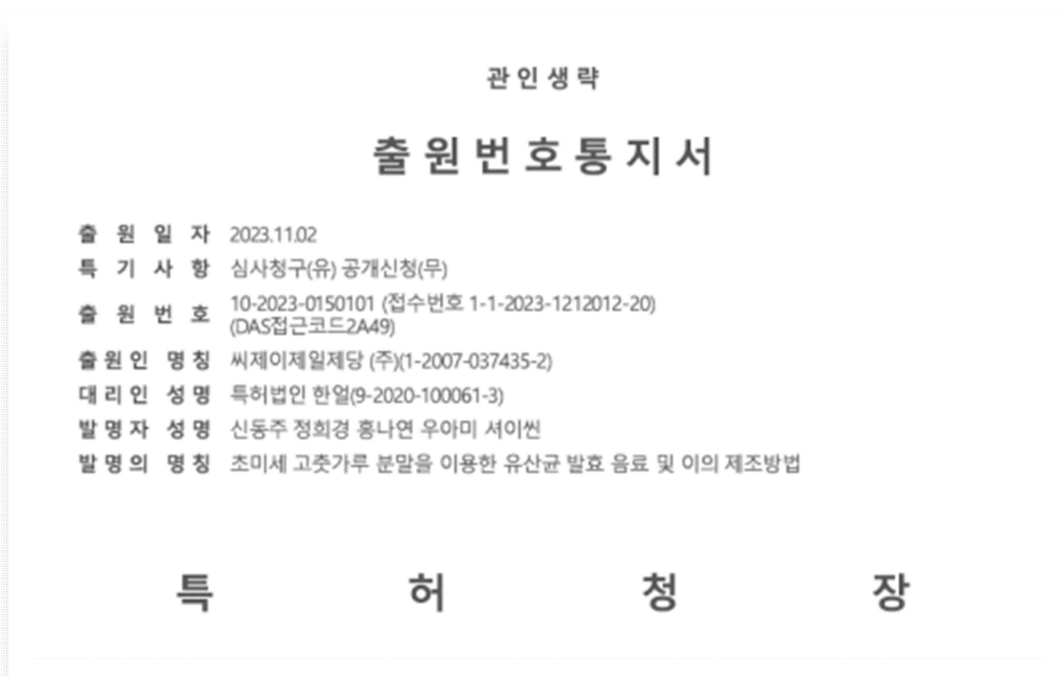 관 인 생 략
출 원 번 호 통 지 서
출 원 일 자 2023.11.02
특 기 사 항 심사청구(유) 공개신청(무)
출 원 번 호 10-2023-0150101 (접수번호 1-1-2023-1212012-20)
(DAS접근코드2A49)
출 원 인 명 칭 씨제이제일제당 (주)(1-2007-037435-2)
대 리 인 성 명 특허법인 한얼(9-2020-100061-3)
발 명 자 성 명 신동주 정희경 홍나연 우아미 셔이씬
발 명 의 명 칭 초미세 고춧가루 분말을 이용한 유산균 발효 음료 및 이의 제조방법
특 허 청 장